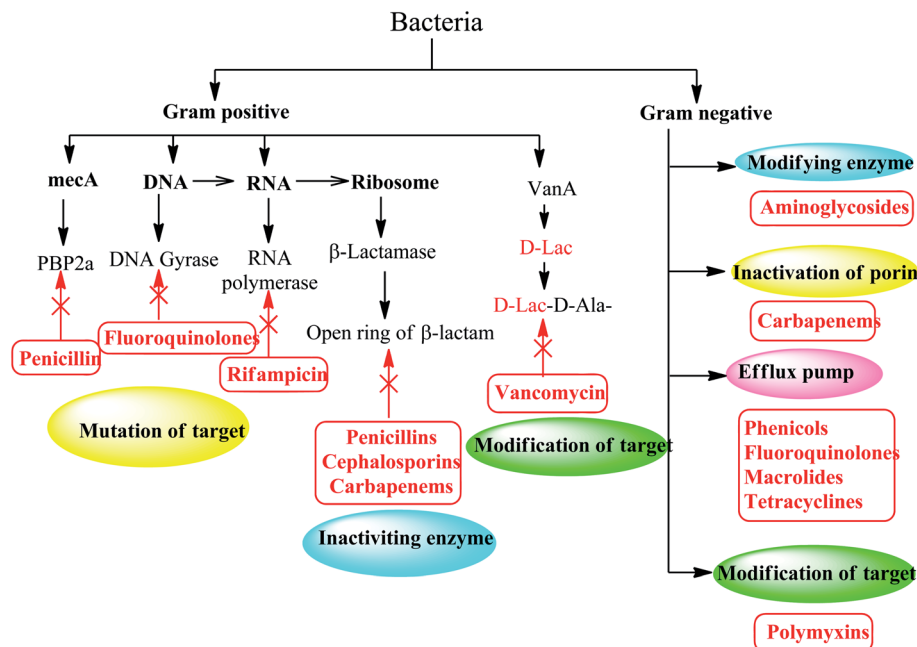 Bacteria
Gram positive
Gram negative
mecA
DNA
RNA
Ribosome
VanA
PBP2a
DNA Gyrase
RNA
polymerase
β-Lactamase
D-Lac
Open ring of β-lactam
D-Lac-D-Ala-
Penicillin
Fluoroquinolones
Rifampicin
Penicillins
Cephalosporins
Carbapenems
Vancomycin
Mutation of target
Inactiviting enzyme
Modification of target
Modifying enzyme
Aminoglycosides
Inactivation of porin
Carbapenems
Efflux pump
Phenicols
Fluoroquinolones
Macrolides
Tetracyclines
Modification of target
Polymyxins